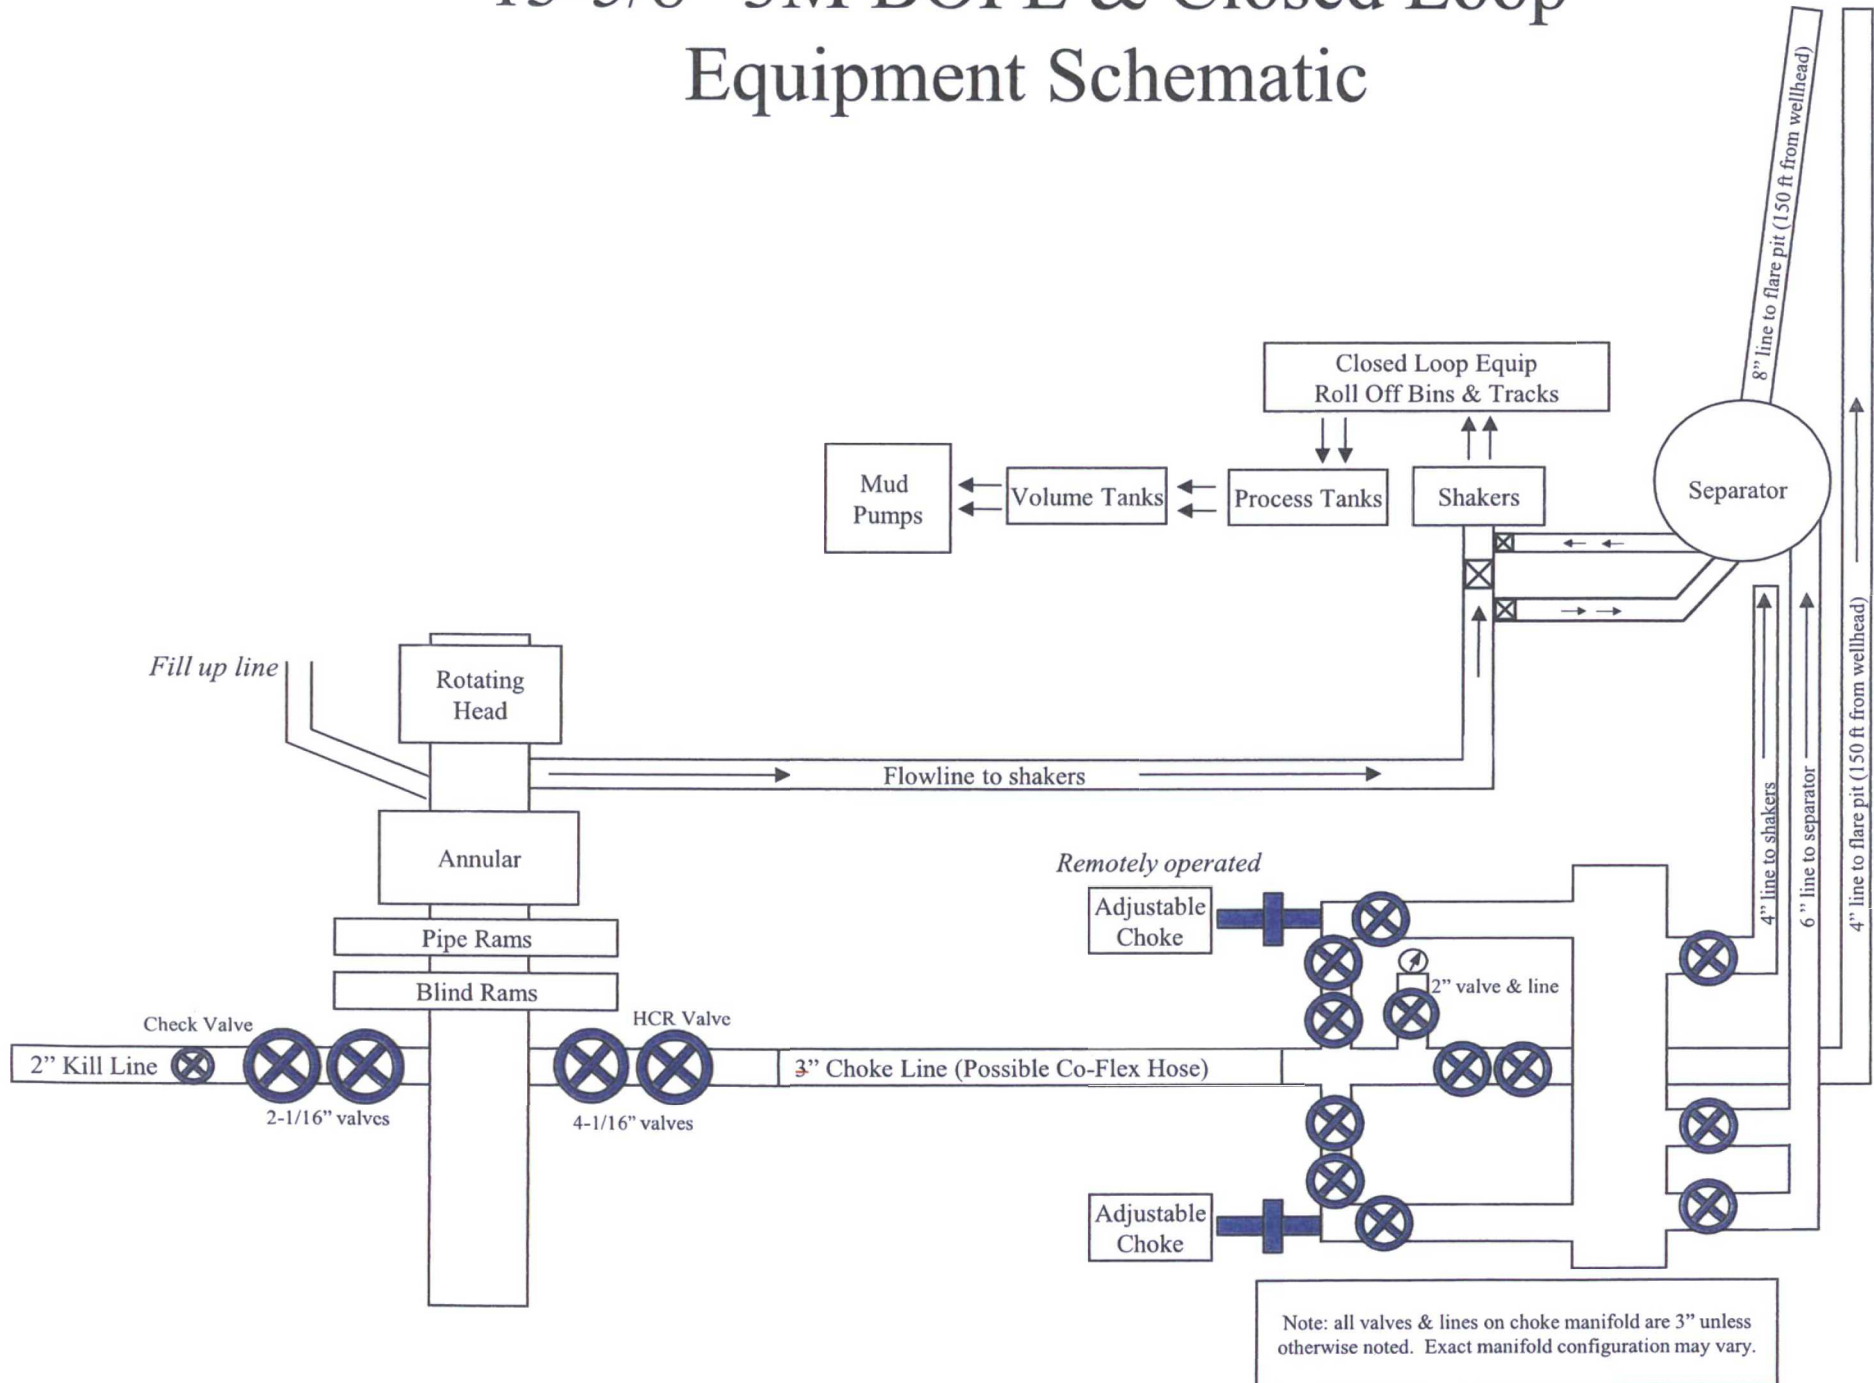 Equipment Schematic
8” line to flare pit (150 ft from wellhead)
Closed Loop Equip
Roll Off Bins & Tracks
Mud
Pumps
Volume Tanks
Process Tanks
Shakers
Separator
Fill up line
Rotating
Head
Flowline to shakers
Annular
Pipe Rams
Blind Rams
Check Valve
HCR Valve
2” Kill Line
3” Choke Line (Possible Co-Flex Hose)
2-1/16” valves
4-1/16” valves
Remotely operated
Adjustable
Choke
2” valve & line
Adjustable
Choke
4” line to shakers
6 ” line to separator
4” line to flare pit (150 ft from wellhead)
Note: all valves & lines on choke manifold are 3” unless
otherwise noted. Exact manifold configuration may vary.